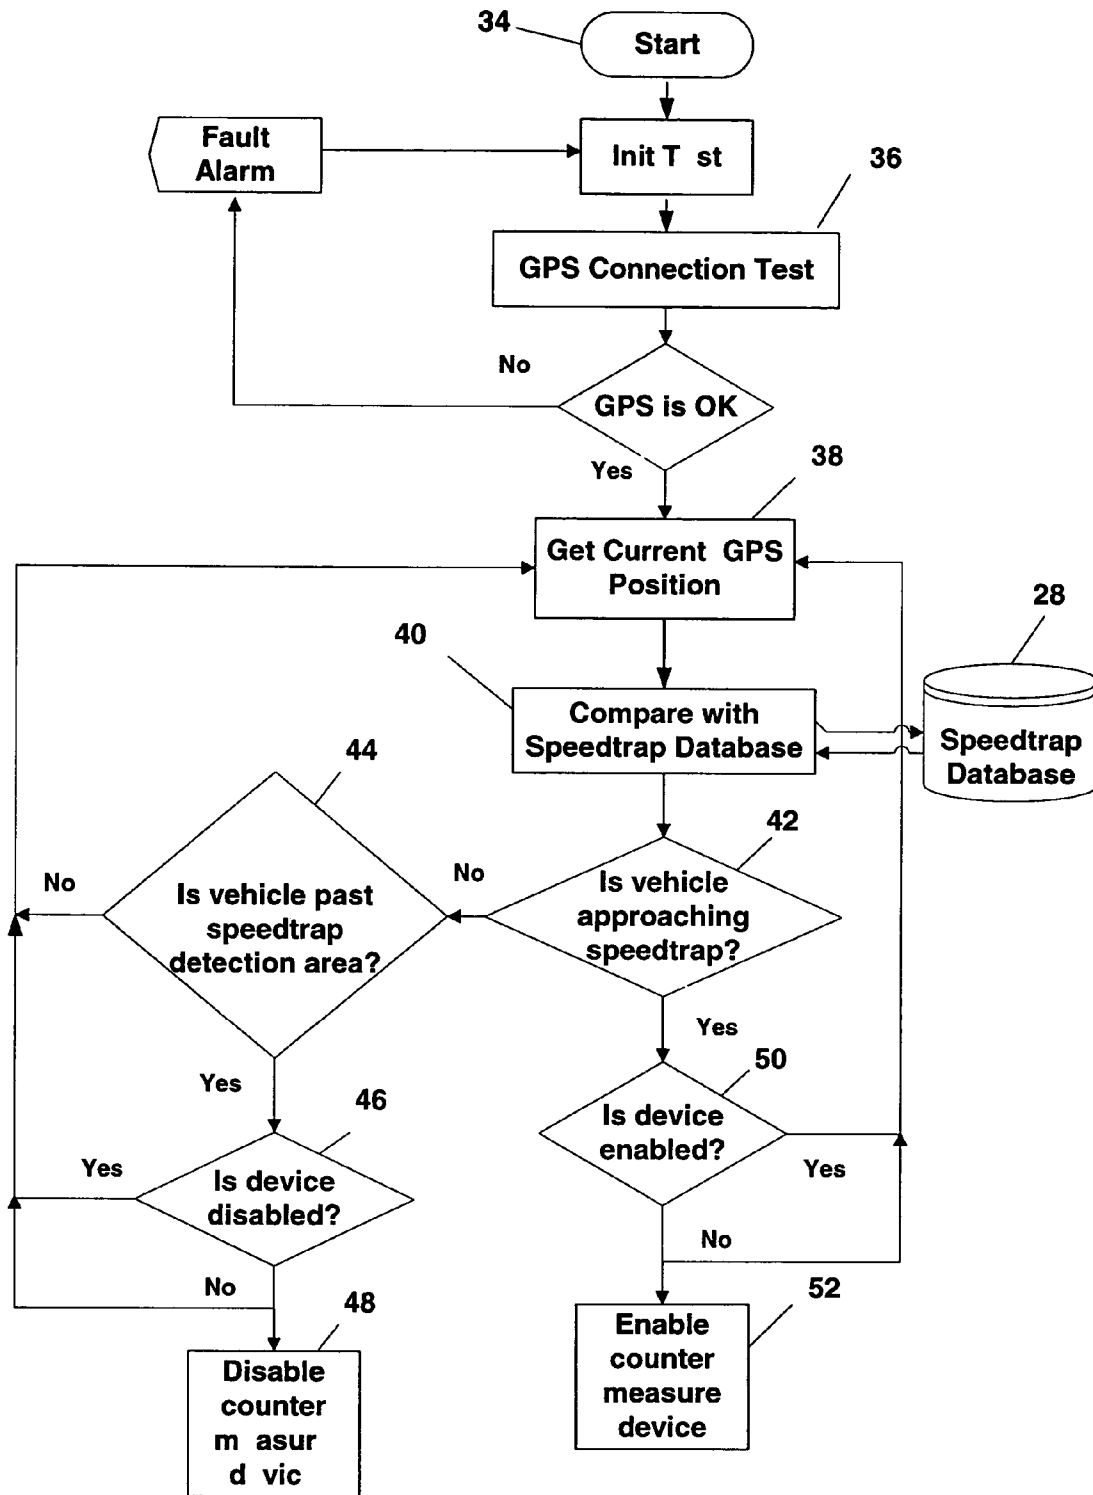 34
Start
Fault
Alarm
Init T st
36
GPS Connection Test
No
GPS is OK
Yes
38
Get Current GPS
Position
28
40
Compare with
Speedtrap Database
Speedtrap
Database
44
42
No
Is vehicle past
speedtrap
detection area?
No
Is vehicle
approaching
speedtrap?
Yes
Yes
50
46
Is device
enabled?
Yes
Yes
Is device
disabled?
No
No
48
52
Enable
counter
measure
device
Disable
counter
m asur
d vic